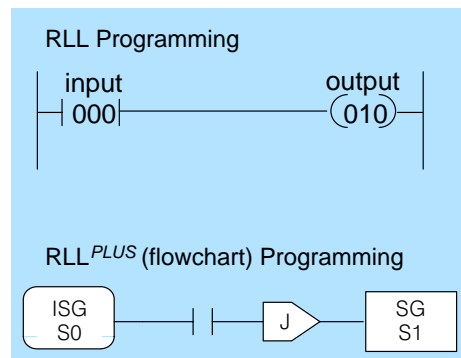 RLL Programming
input output
000 010
RLLPLUS (flowchart) Programming
ISG SG
S0 J S1